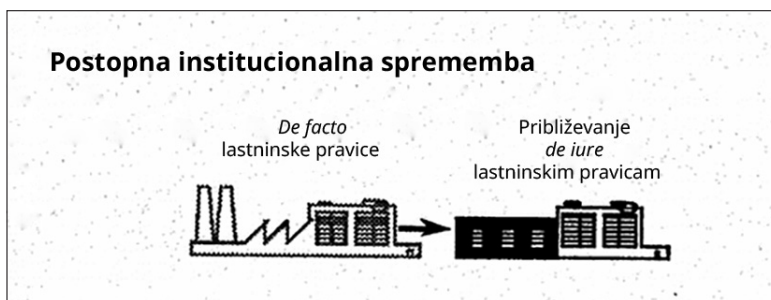 Postopna institucionalna sprememba
De facto
lastninske pravice
Približevanje
de iure
lastninskim pravicam